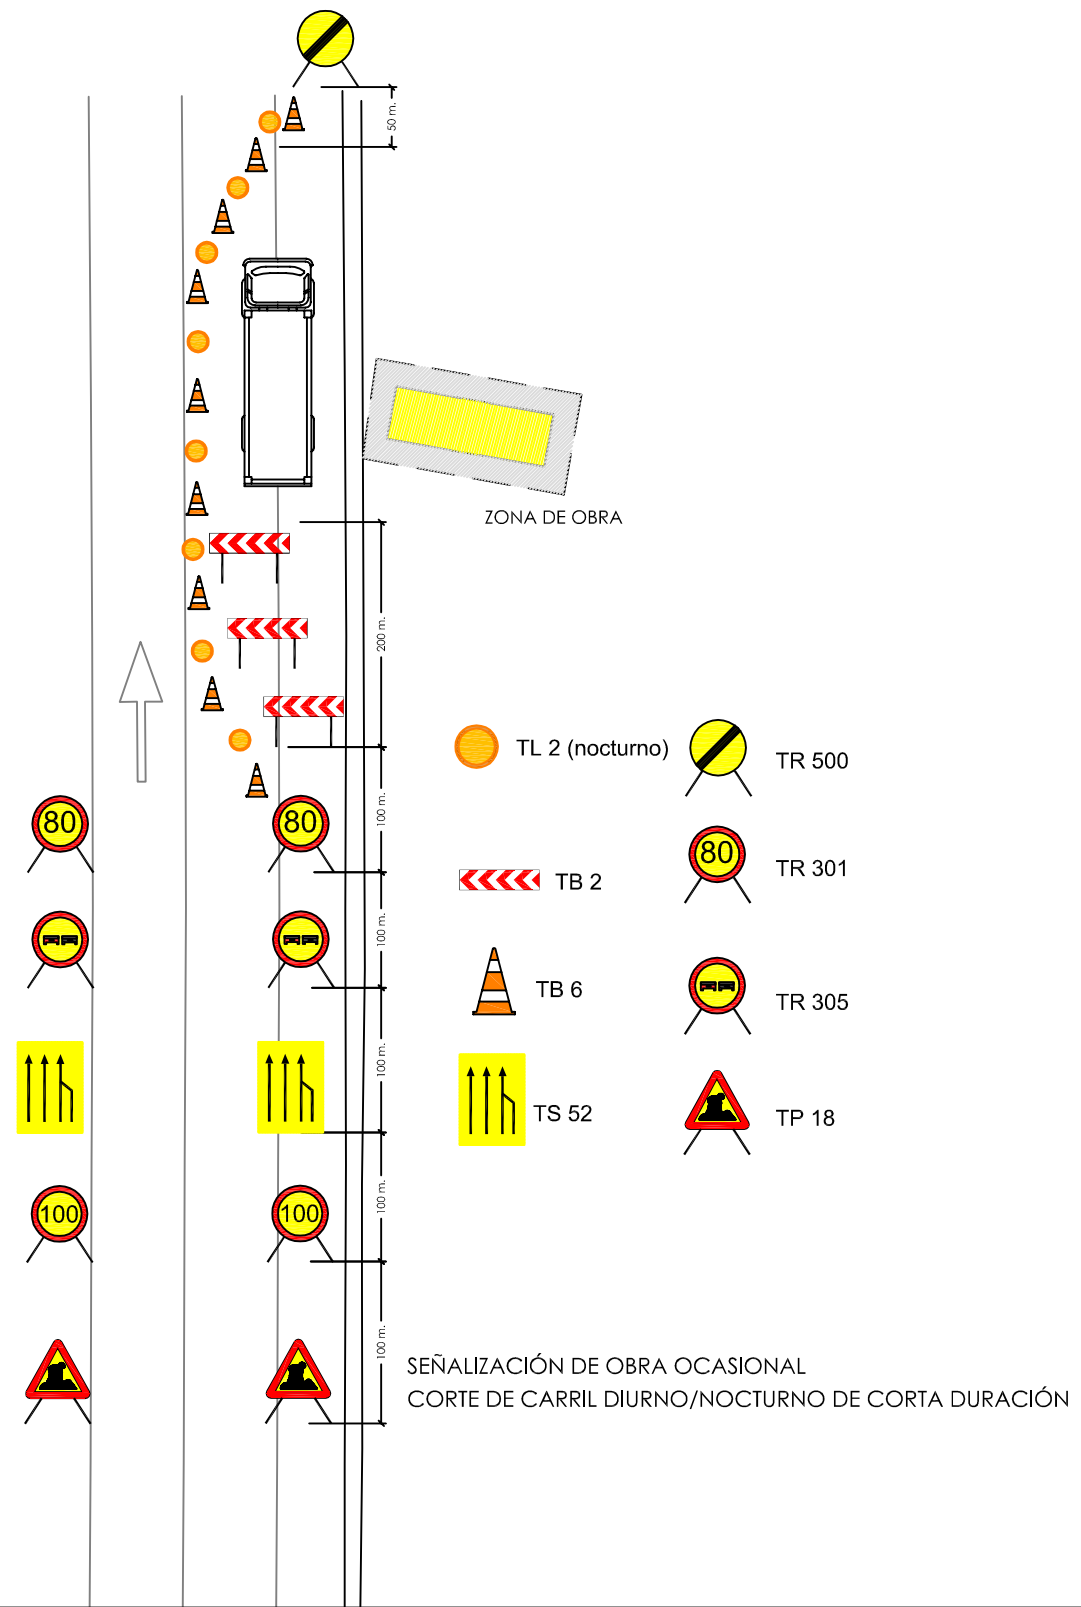 50 m.
ZONA DE OBRA
200 m.
TL 2 (nocturno)
TR 500
100 m.
80
80
80
TR 301
TB 2
100 m.
TB 6
TR 305
100 m.
TS 52
TP 18
100 m.
100
100
100 m.
SEÑALIZACIÓN DE OBRA OCASIONAL
CORTE DE CARRIL DIURNO/NOCTURNO DE CORTA DURACIÓN